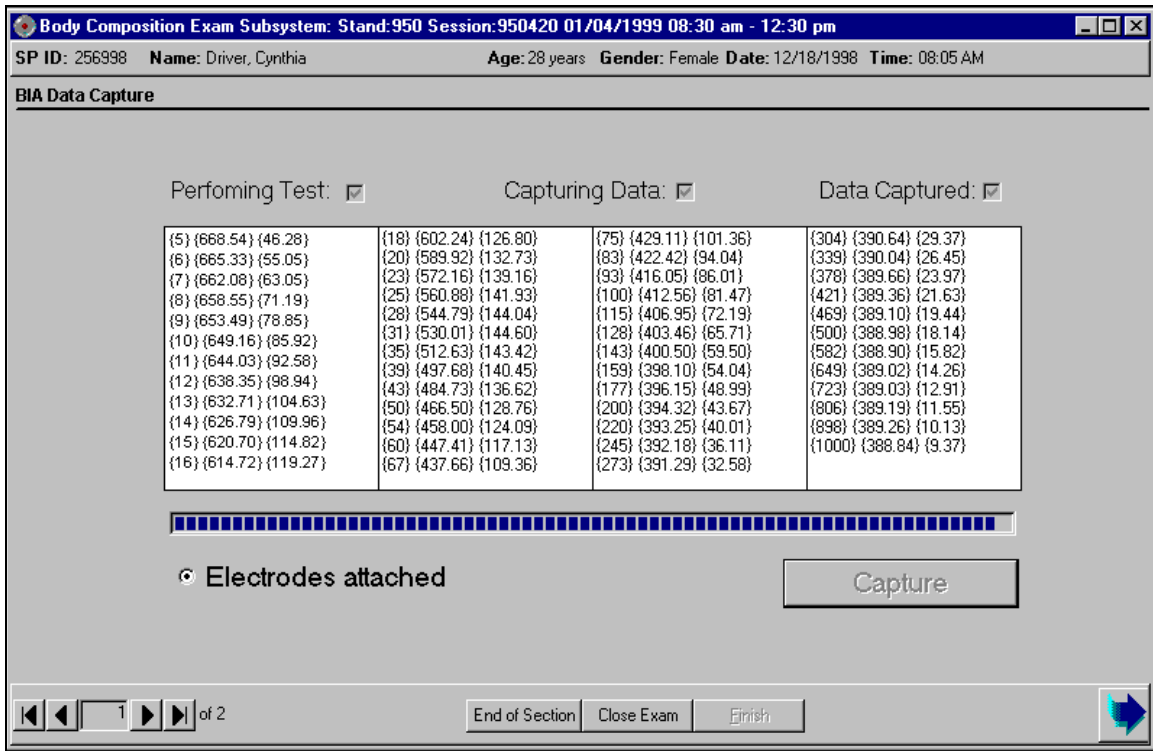 Body Composition Exam Subsystem: Stand:950 Session:950420 01/04/1999 08:30 am - 12:30 pm
SP ID: 256998 Name: Driver, Cynthia Age: 28 years Gender: Female Date: 12/18/1998 Time: 08:05 AM
BIA Data Capture
Perfoming Test: Capturing Data: Data Captured:
{5} {668.54} {46.28}
{6} {665.33} {55.05}
{7} {662.08} {63.05}
{8} {658.55} {71.19}
{9} {653.49} {78.85}
{10} {649.16} {85.92}
{11} {644.03} {92.58}
{12} {638.35} {98.94}
{13} {632.71} {104.63}
{14} {626.79} {109.96}
{15} {620.70} {114.82}
{16} {614.72} {119.27}
{18} {602.24} {126.80}
{20} {589.92} {132.73}
{23} {572.16} {139.16}
{25} {560.88} {141.93}
{28} {544.79} {144.04}
{31} {530.01} {144.60}
{35} {512.63} {143.42}
{39} {497.68} {140.45}
{43} {484.73} {136.62}
{50} {466.50} {128.76}
{54} {458.00} {124.09}
{60} {447.41} {117.13}
{67} {437.66} {109.36}
{75} {429.11} {101.36}
{83} {422.42} {94.04}
{93} {416.05} {86.01}
{100} {412.56} {81.47}
{115} {406.95} {72.19}
{128} {403.46} {65.71}
{143} {400.50} {59.50}
{159} {398.10} {54.04}
{177} {396.15} {48.99}
{200} {394.32} {43.67}
{220} {393.25} {40.01}
{245} {392.18} {36.11}
{273} {391.29} {32.58}
{304} {390.64} {29.37}
{339} {390.04} {26.45}
{378} {389.66} {23.97}
{421} {389.36} {21.63}
{469} {389.10} {19.44}
{500} {388.98} {18.14}
{582} {388.90} {15.82}
{649} {389.02} {14.26}
{723} {389.03} {12.91}
{806} {389.19} {11.55}
{898} {389.26} {10.13}
{1000} {388.84} {9.37}
Electrodes attached
Capture
1 of 2 End of Section Close Exam Finish